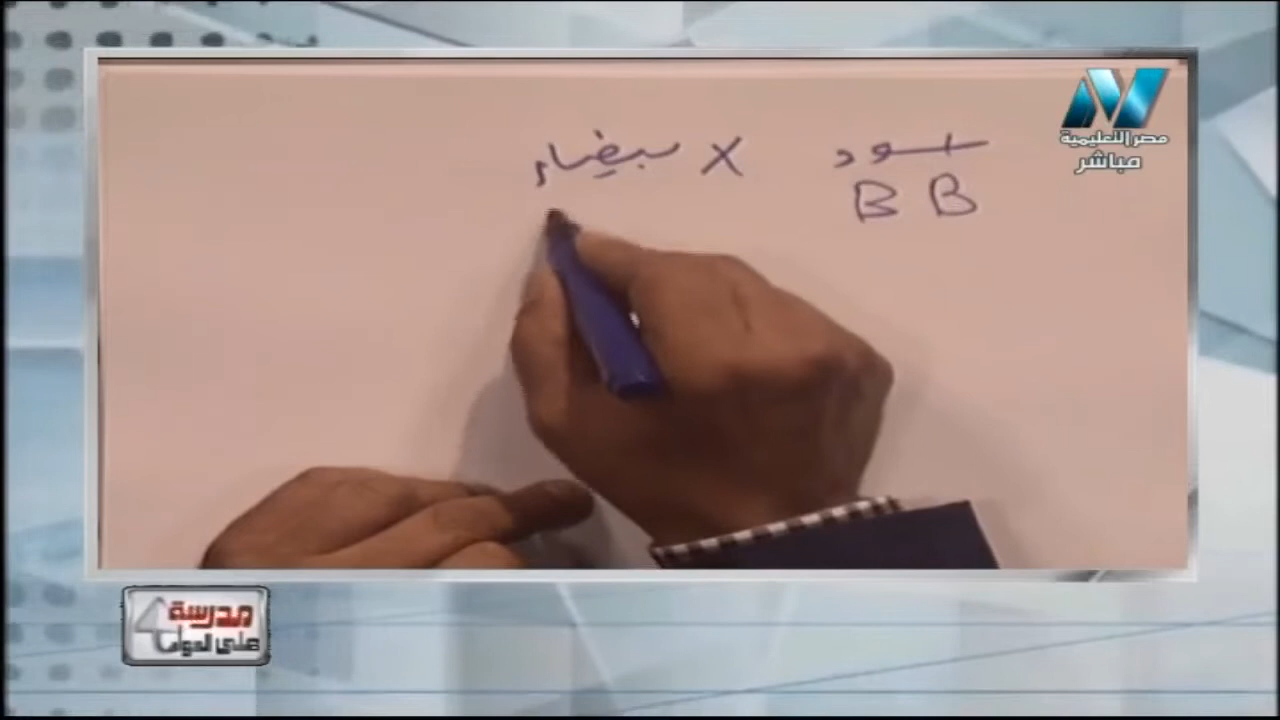 مصر التعليمية
مباشر
سود X بيضاء
B B
مدرسة
على الهواء